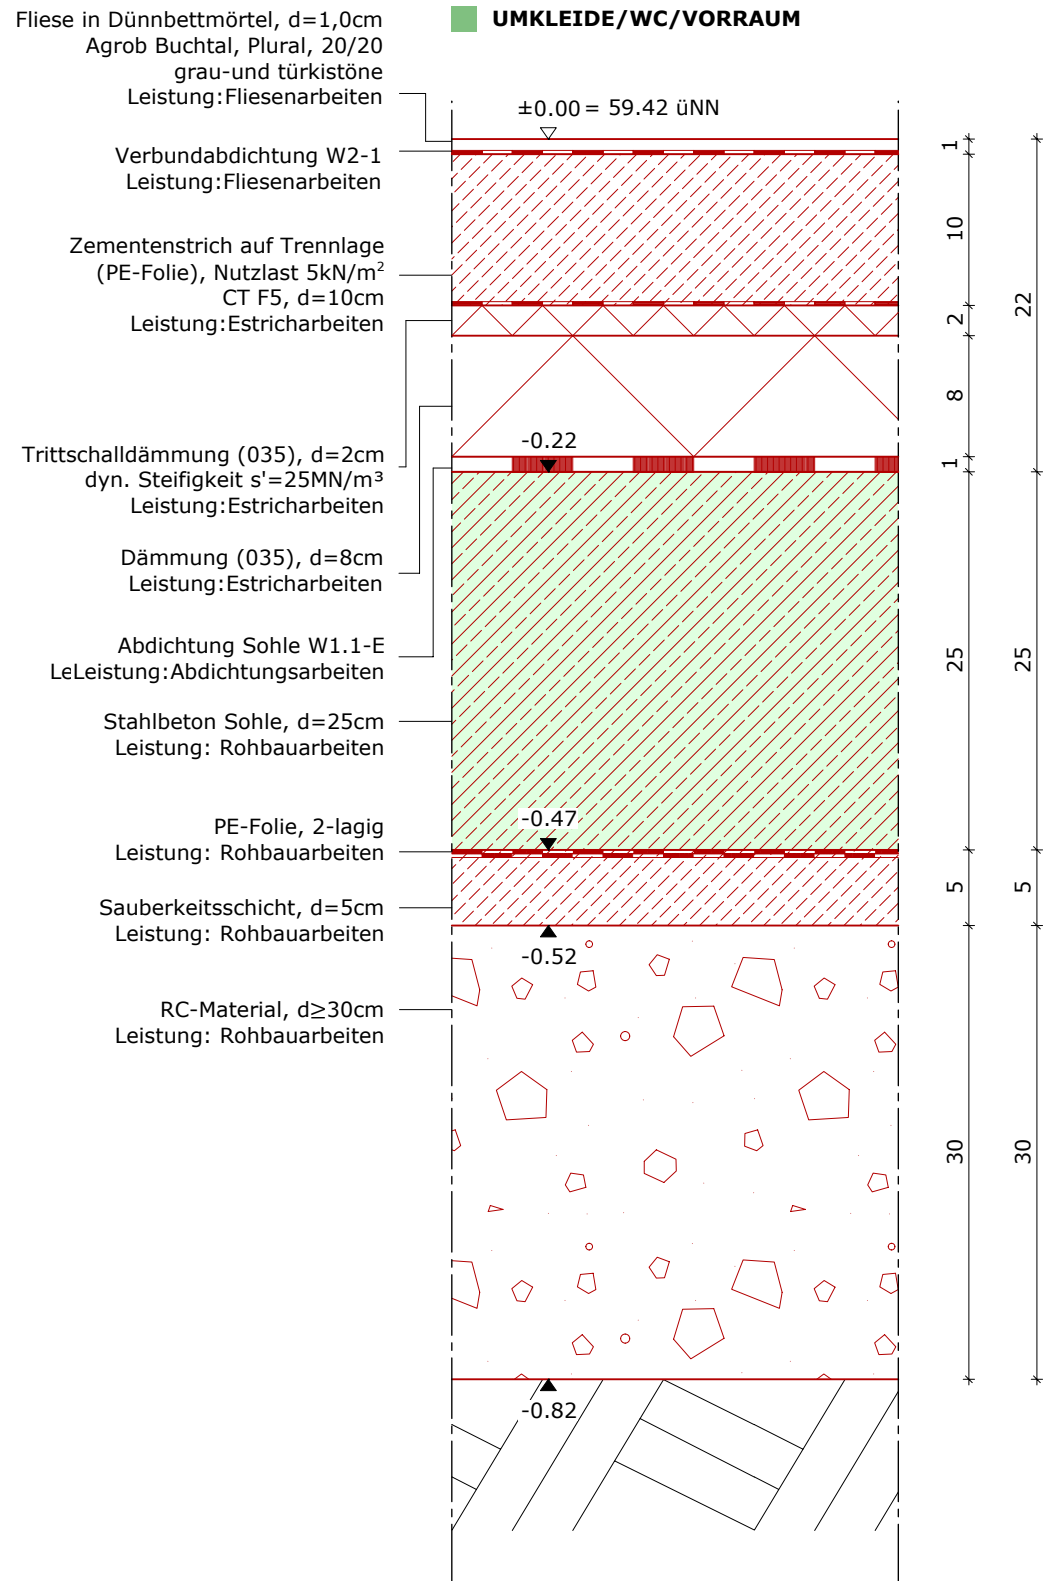 Fliese in Dünnbettmörtel, d=1,0cm
Agrob Buchtal, Plural, 20/20
grau-und türkistöne
Leistung:Fliesenarbeiten
UMKLEIDE/WC/VORRAUM
±0.00 = 59.42 üNN
Verbundabdichtung W2-1
Leistung:Fliesenarbeiten
Zementenstrich auf Trennlage
(PE-Folie), Nutzlast 5kN/m²
CT F5, d=10cm
Leistung:Estricharbeiten
Trittschalldämmung (035), d=2cm
dyn. Steifigkeit s'=25MN/m³
Leistung:Estricharbeiten
Dämmung (035), d=8cm
Leistung:Estricharbeiten
Abdichtung Sohle W1.1-E
LeLeistung:Abdichtungsarbeiten
Stahlbeton Sohle, d=25cm
Leistung: Rohbauarbeiten
PE-Folie, 2-lagig
Leistung: Rohbauarbeiten
Sauberkeitsschicht, d=5cm
Leistung: Rohbauarbeiten
RC-Material, d≥30cm
Leistung: Rohbauarbeiten
-0.22
-0.47
-0.52
-0.82
1
10
2
8
1
25
5
30
22
25
5
30